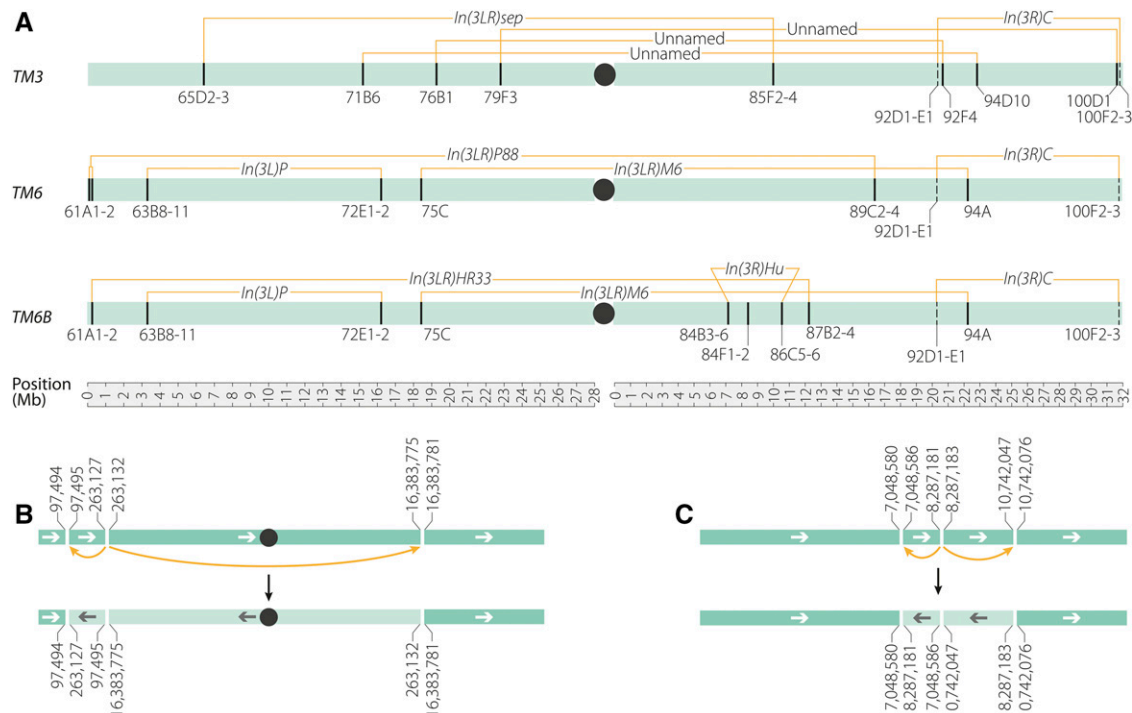 A
In(3LR)sep
In(3R)C
Unnamed
Unnamed
Unnamed
TM3
65D2-3
71B6
76B1
79F3
85F2-4
92D1-E1
92F4
94D10
100D1
100F2-3
In(3LR)P88
In(3R)C
In(3L)P
In(3LR)M6
TM6
61A1-2
63B8-11
72E1-2
75C
89C2-4
92D1-E1
94A
100F2-3
In(3R)Hu
In(3LR)HR33
In(3R)C
In(3L)P
In(3LR)M6
TM6B
61A1-2
63B8-11
72E1-2
75C
84B3-6
84F1-2
86C5-6
87B2-4
92D1-E1
94A
100F2-3
Position
(Mb)
0 1 2 3 4 5 6 7 8 9 10 11 12 13 14 15 16 17 18 19 20 21 22 23 24 25 26 27 28
0 1 2 3 4 5 6 7 8 9 10 11 12 13 14 15 16 17 18 19 20 21 22 23 24 25 26 27 28 29 30 31 32
B
97,494
97,495
263,127
263,132
16,383,775
16,383,781
97,494
263,127
97,495
16,383,775
263,132
16,383,781
C
7,048,580
7,048,586
8,287,181
8,287,183
10,742,047
10,742,076
7,048,580
8,287,181
7,048,586
0,742,047
8,287,183
0,742,076